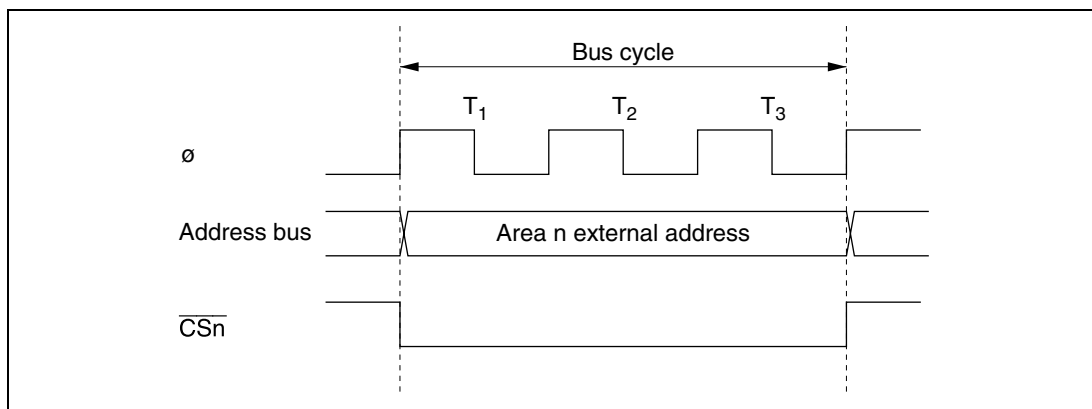 Bus cycle
T1 T2 T3
ø
Address bus Area n external address
CSn